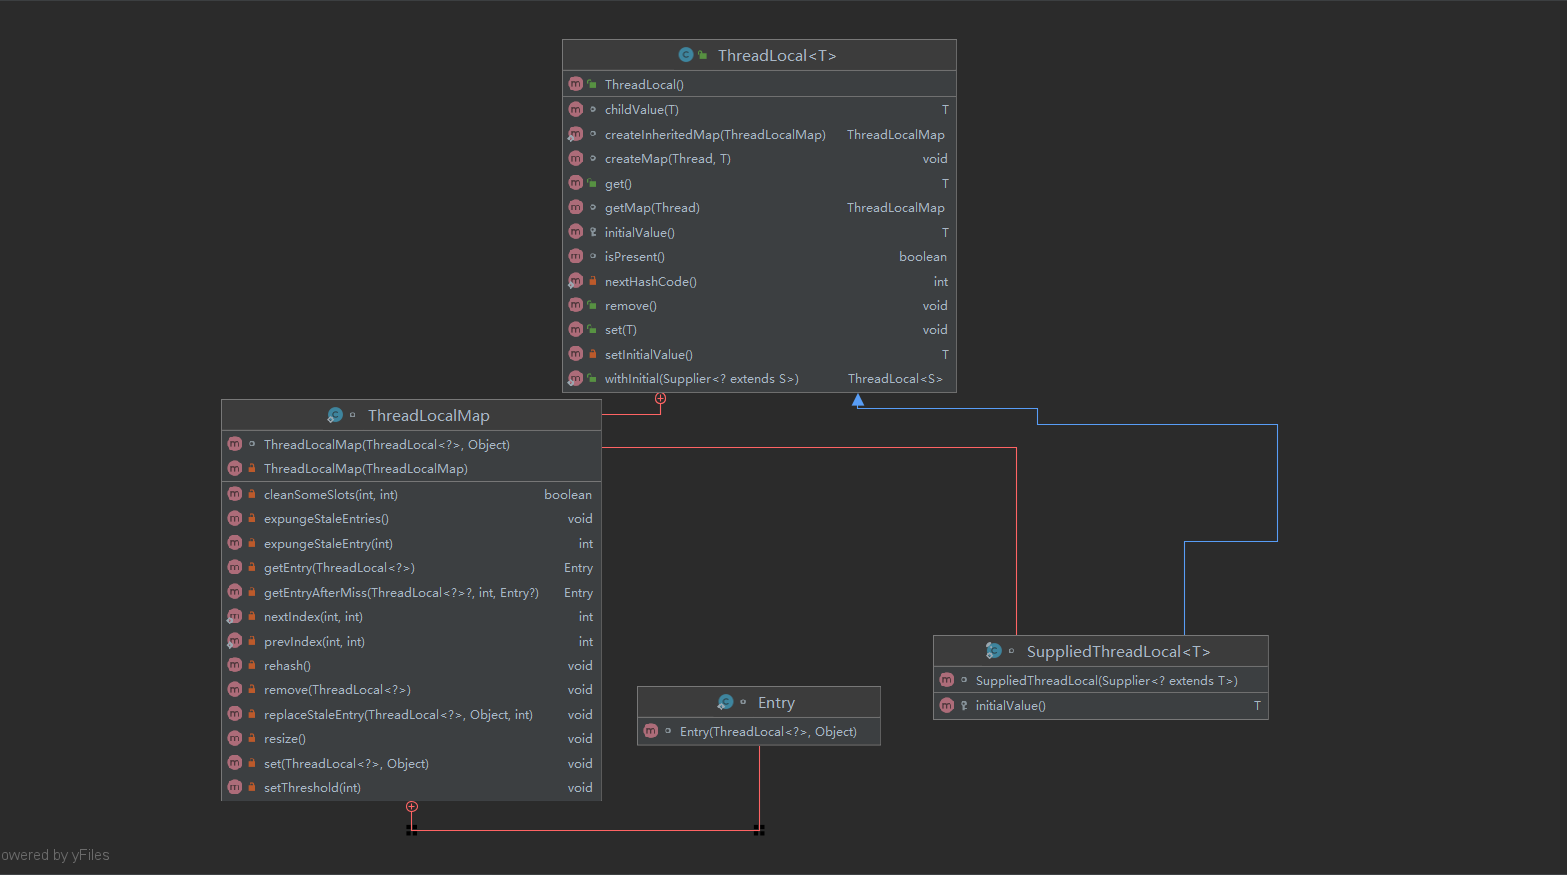 ThreadLocal<T>
ThreadLocal()
childValue(T) T
createInheritedMap(ThreadLocalMap) ThreadLocalMap
createMap(Thread, T) void
get() T
getMap(Thread) ThreadLocalMap
initialValue() T
isPresent() boolean
nextHashCode() int
remove() void
set(T) void
setInitialValue() T
withInitial(Supplier<? extends S>) ThreadLocal<S>
ThreadLocalMap
ThreadLocalMap(ThreadLocal<?>, Object)
ThreadLocalMap(ThreadLocalMap)
cleanSomeSlots(int, int) boolean
expungeStaleEntries() void
expungeStaleEntry(int) int
getEntry(ThreadLocal<?>) Entry
getEntryAfterMiss(ThreadLocal<?>?, int, Entry?) Entry
nextIndex(int, int) int
prevIndex(int, int) int
rehash() void
remove(ThreadLocal<?>) void
replaceStaleEntry(ThreadLocal<?>, Object, int) void
resize() void
set(ThreadLocal<?>, Object) void
setThreshold(int) void
Entry
Entry(ThreadLocal<?>, Object)
SuppliedThreadLocal<T>
SuppliedThreadLocal(Supplier<? extends T>)
initialValue() T
owered by yFiles